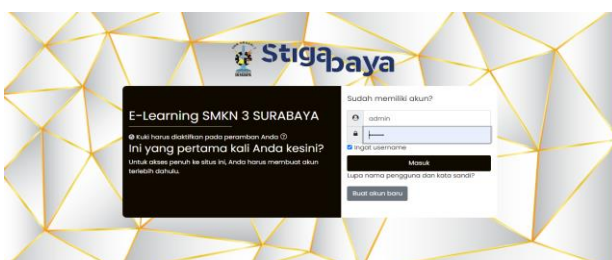 Stigabaya
E-Learning SMKN 3 SURABAYA
Kuki harus diaktifkan pada peramban Anda
Ini yang pertama kali Anda kesini?
Untuk akses penuh ke situs ini, Anda harus membuat akun
terlebih dahulu.
Sudah memiliki akun?
admin
Ingat username
Masuk
Lupa nama pengguna dan kata sandi?
Buat akun baru